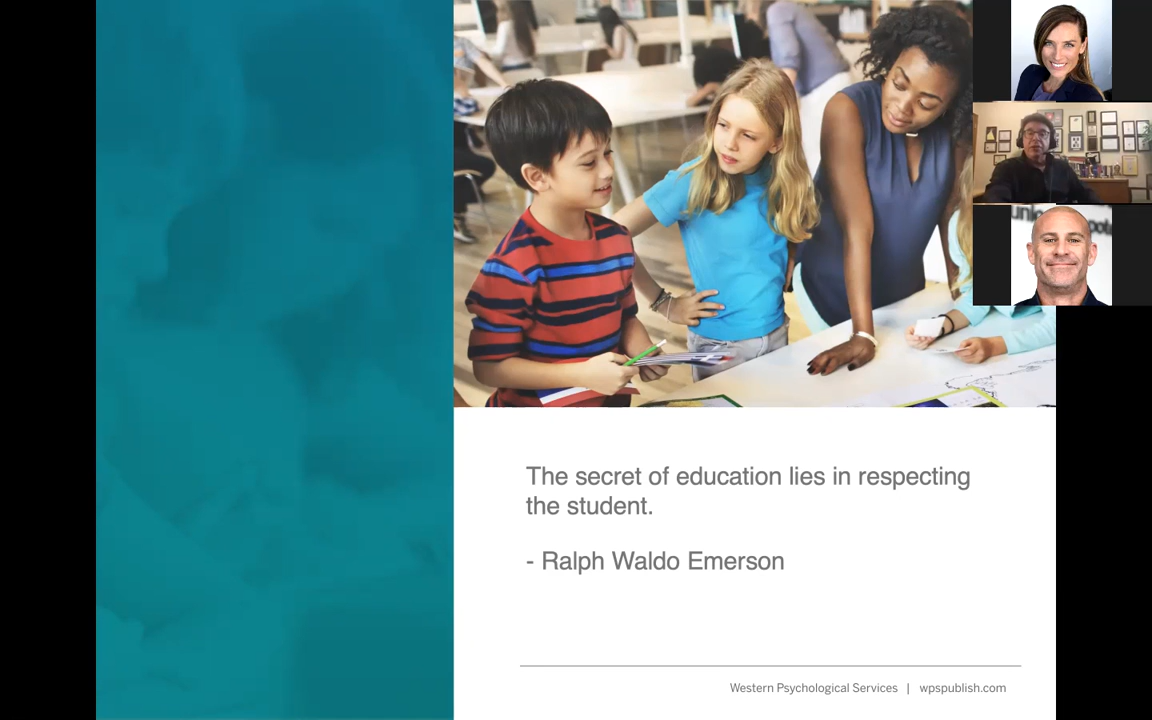 The secret of education lies in respecting
the student.
- Ralph Waldo Emerson
Western Psychological Services | wpspublish.com